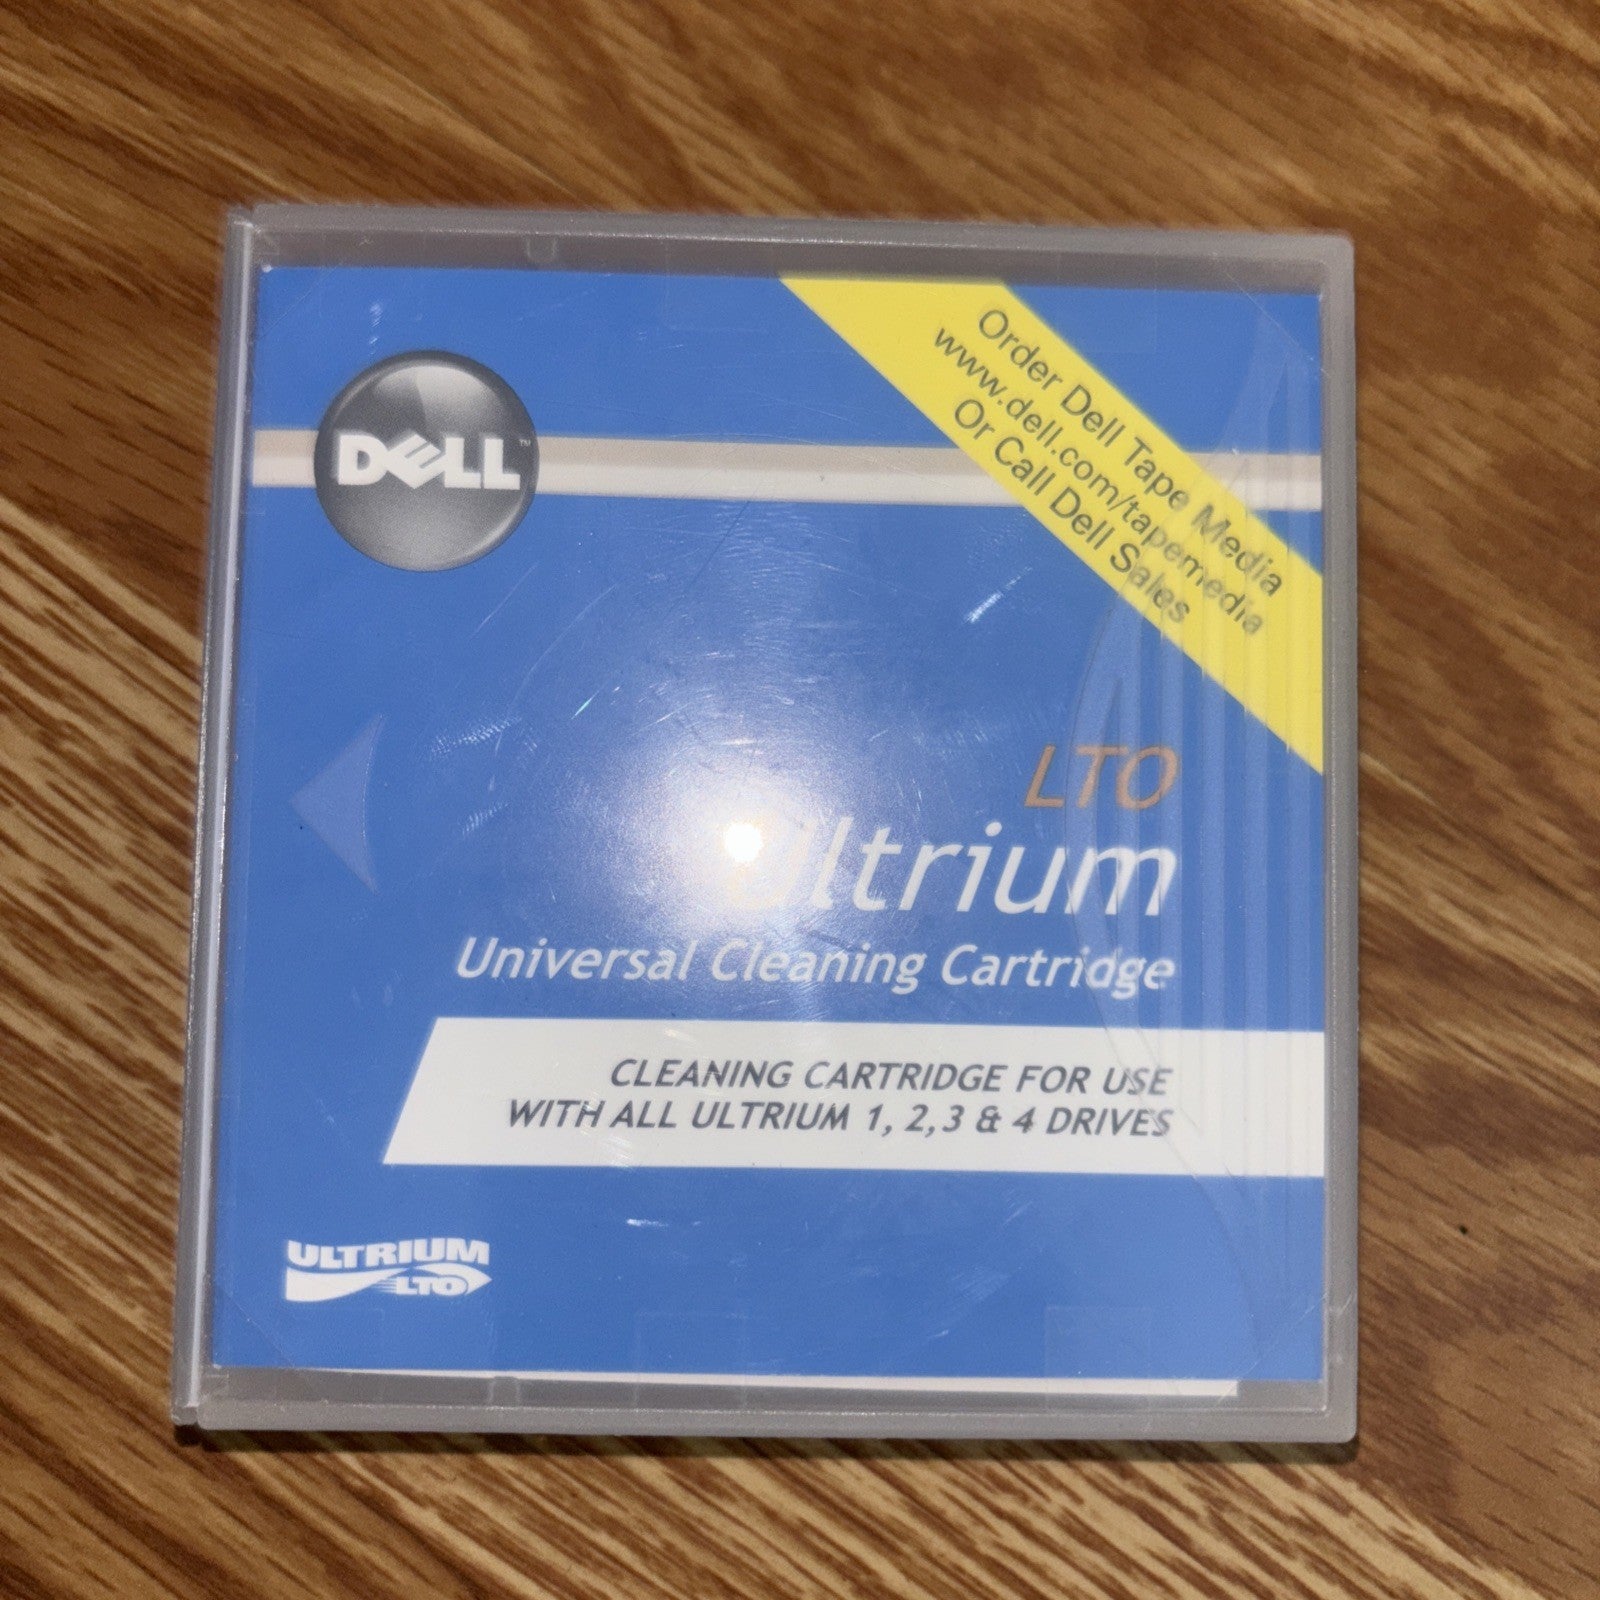 DELL™
Order Dell Tape Media
www.dell.com/tapemedia
Or Call Dell Sales
LTO
Ultrium
Universal Cleaning Cartridge
CLEANING CARTRIDGE FOR USE
WITH ALL ULTRIUM 1, 2,3 & 4 DRIVES
ULTRIUM
LTO